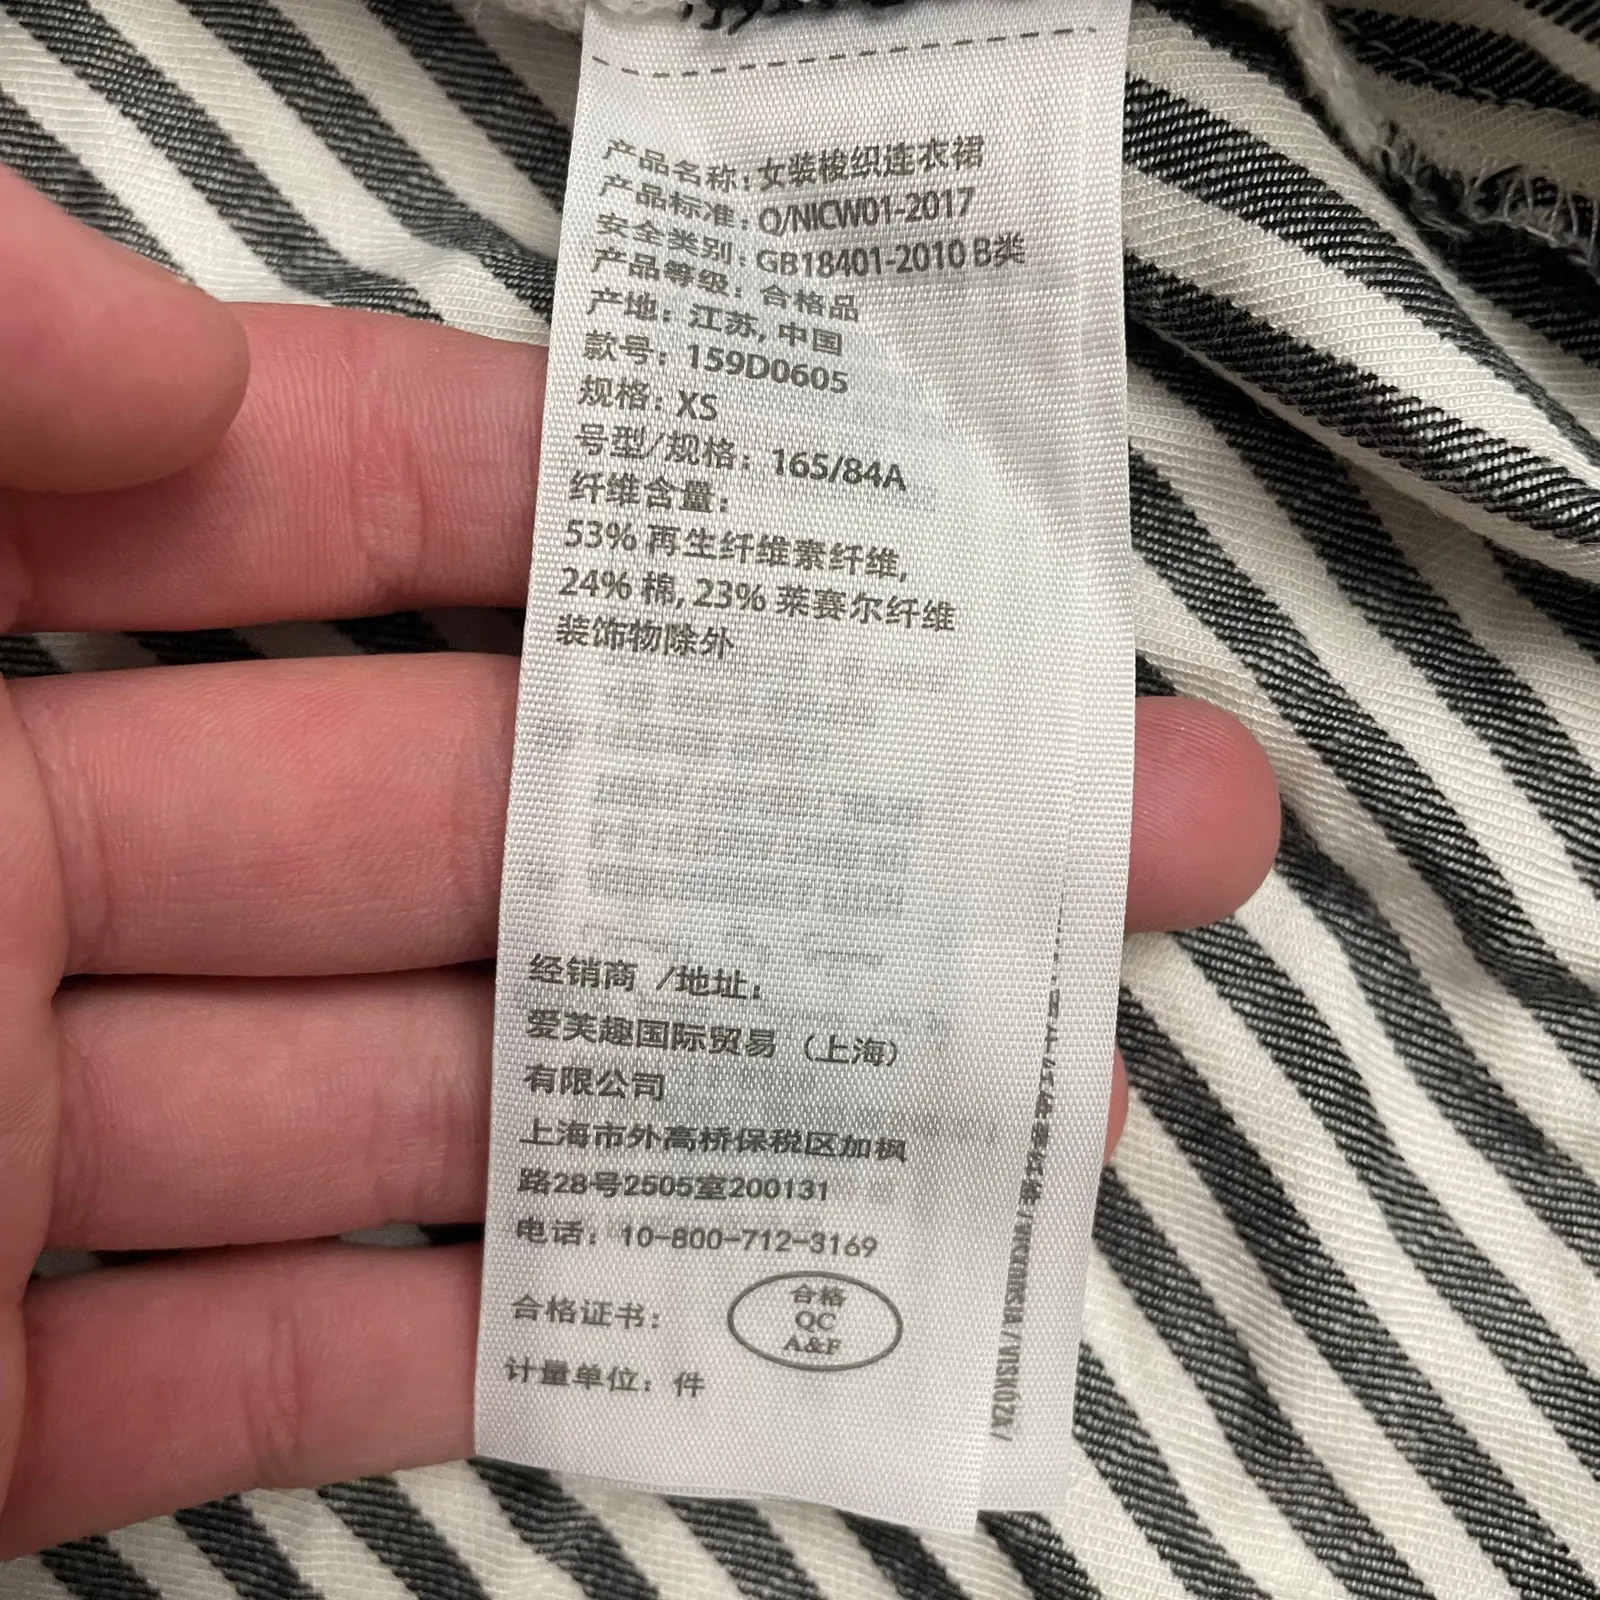 产品名称：女装梭织连衣裙
产品标准：Q/NICW01-2017
安全类别：GB18401-2010 B类
产品等级：合格品
产地：江苏, 中国
款号：159D0605
规格：XS
号型/规格：165/84A
纤维含量：
53% 再生纤维素纤维,
24% 棉, 23% 莱赛尔纤维
装饰物除外
经销商 /地址：
爱芙趣国际贸易（上海）
有限公司
上海市外高桥保税区加枫
路28号2505室200131
电话：10-800-712-3169
合格证书：
合格
QC
A&F
计量单位：件
/VISKOZA/